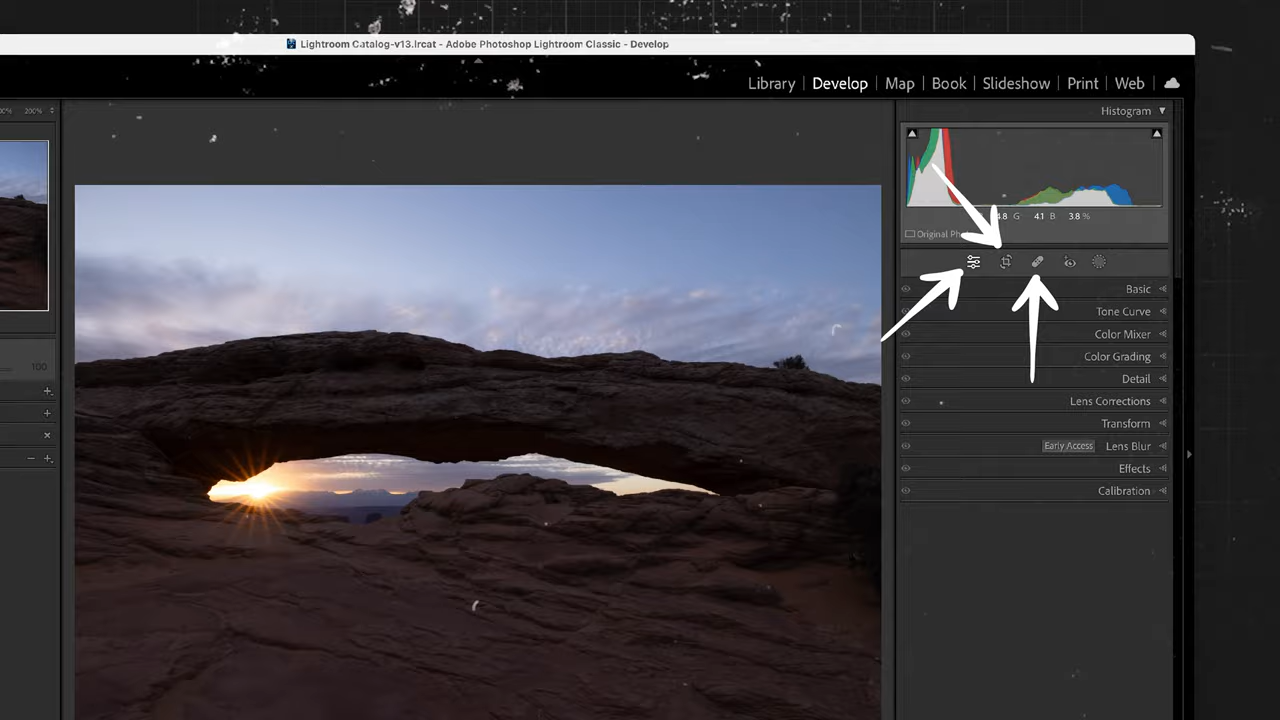 Lightroom Catalog-v13.lrcat - Adobe Photoshop Lightroom Classic - Develop
Library | Develop | Map | Book | Slideshow | Print | Web
200%
Histogram
G 41 B 3.8 %
Original
100
Basic
Tone Curve
Color Mixer
Color Grading
Detail
Lens Corrections
Transform
Early Access Lens Blur
Effects
Calibration